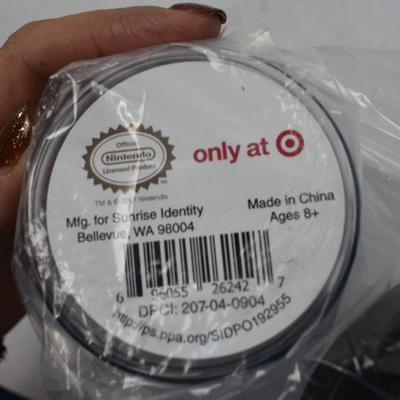 Official
Nintendo
Licensed Product
TM & © 2017 Nintendo.
only at
Mfg. for Sunrise Identity
Bellevue, WA 98004
Made in China
Ages 8+
6 96055 26242 7
DPCI: 207-04-0904
http://ps.ppa.org/SIDPO192955